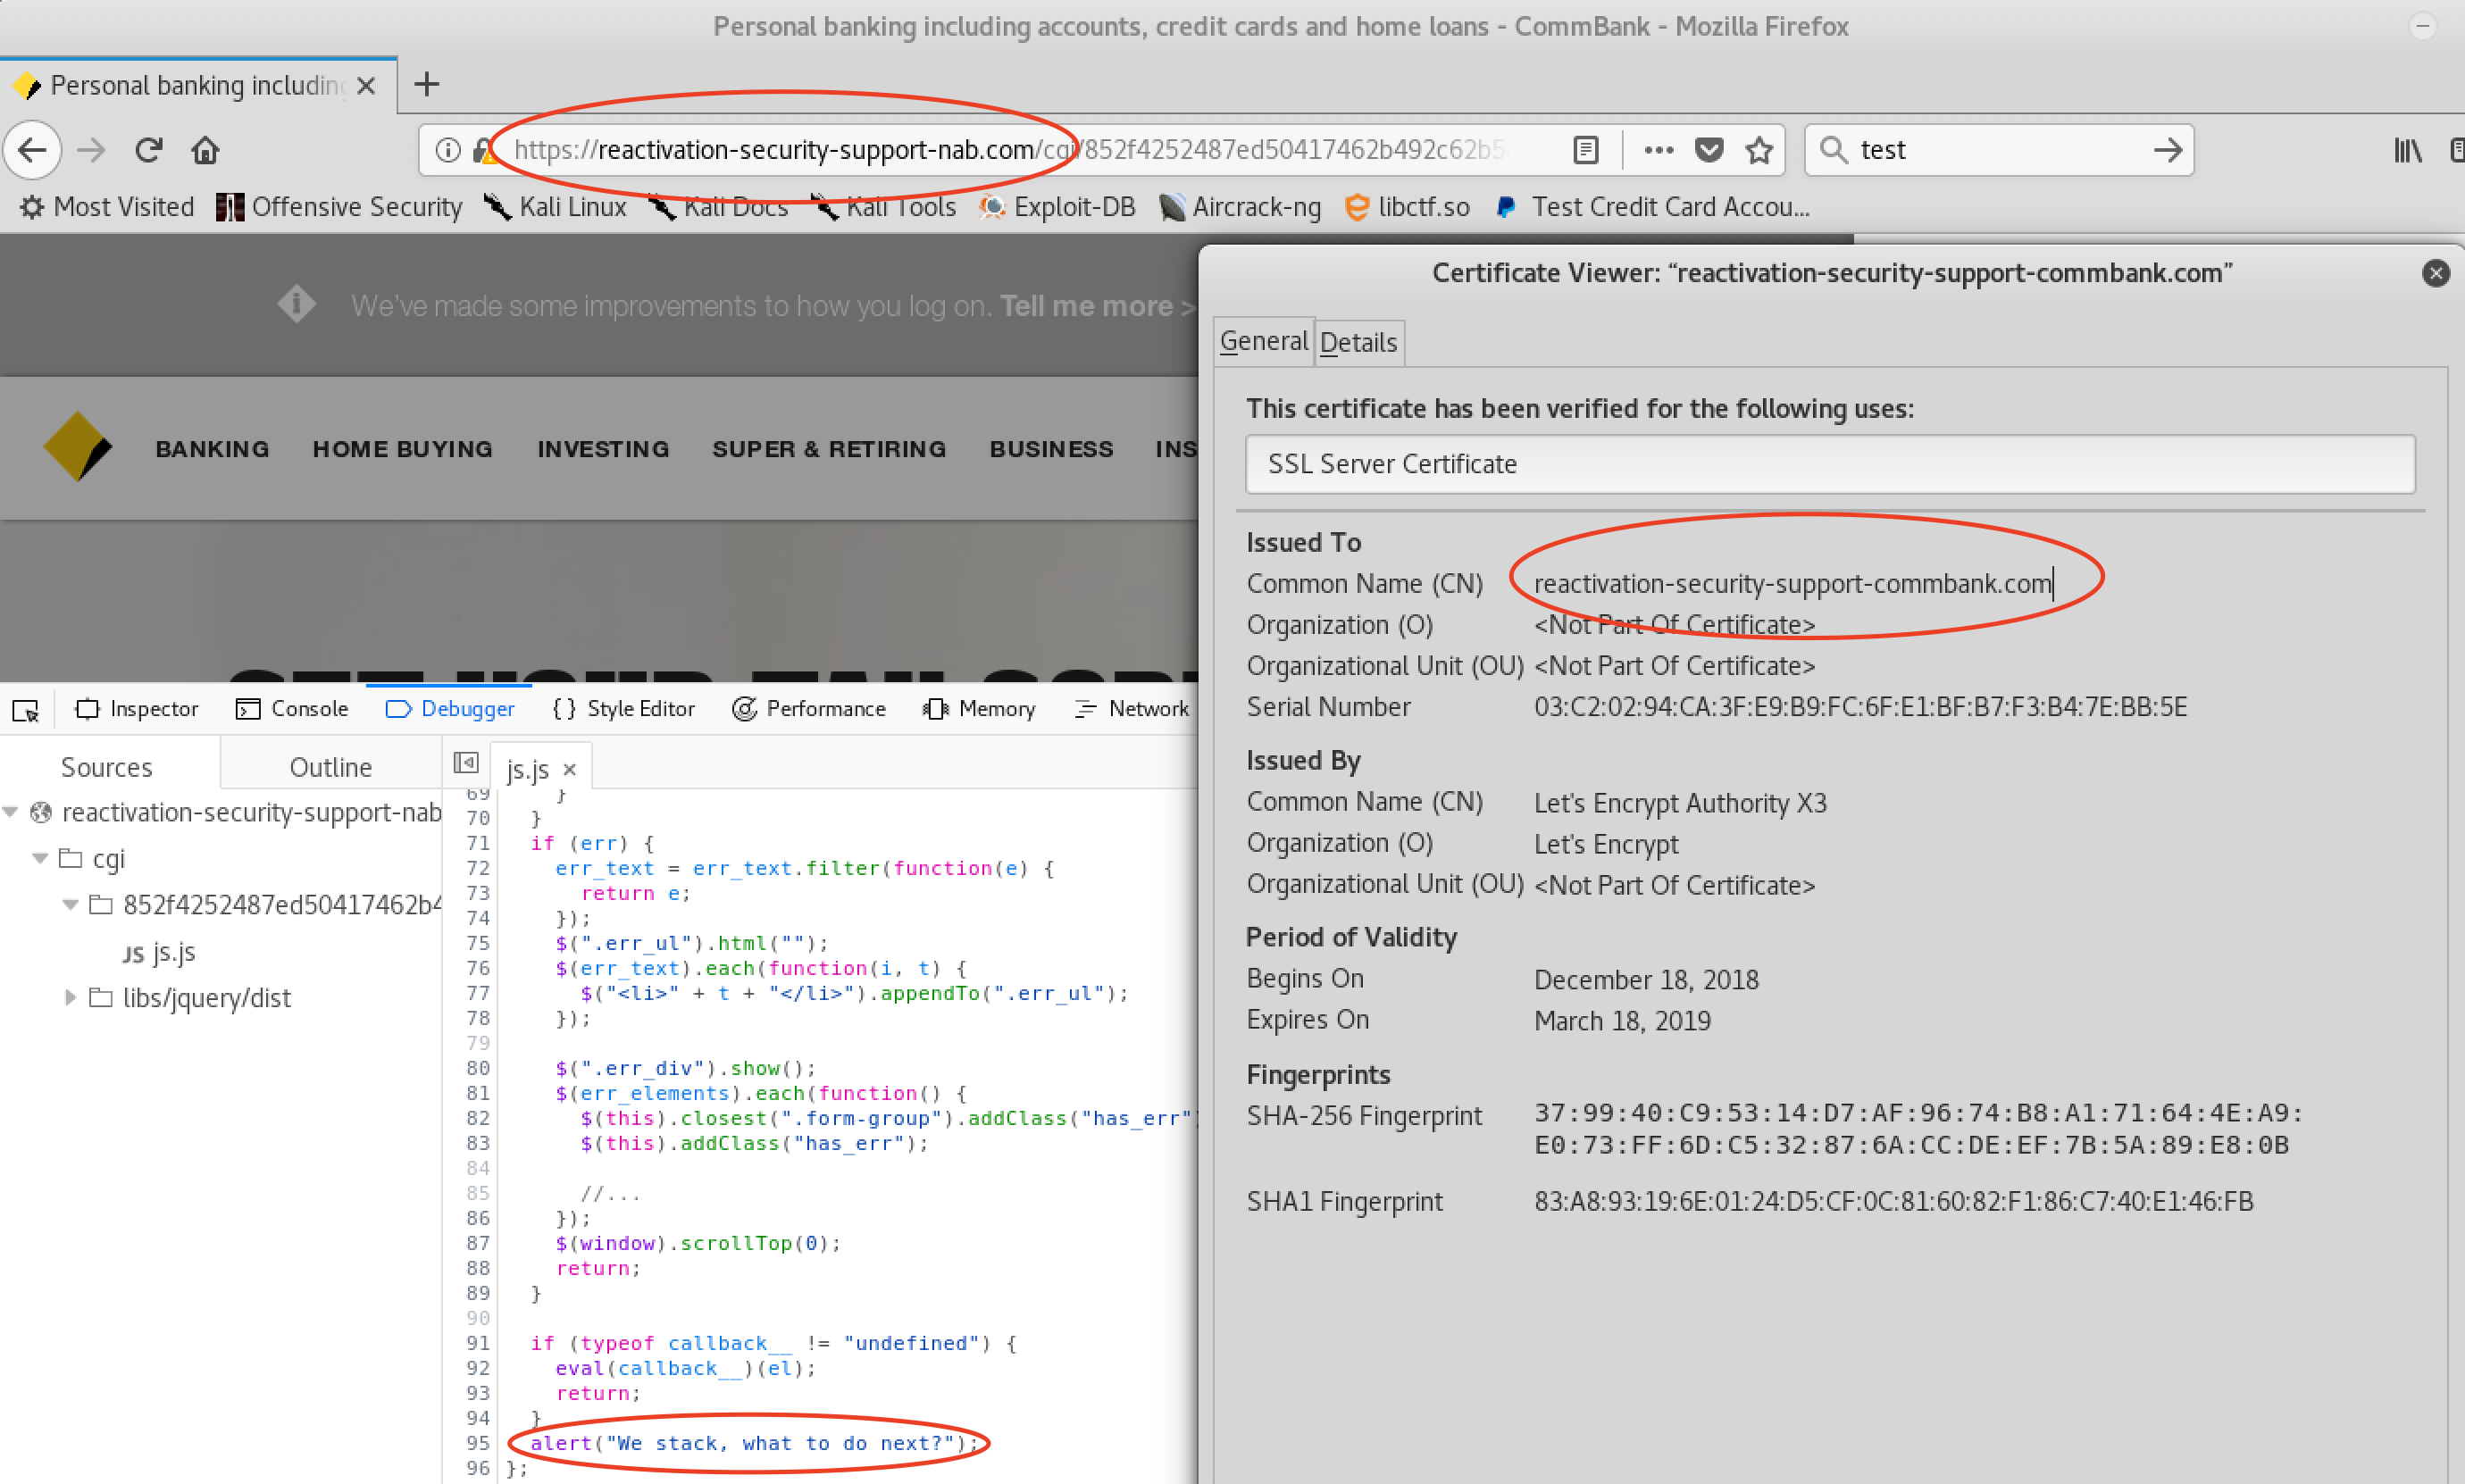 Personal banking including accounts, credit cards and home loans - CommBank - Mozilla Firefox
Personal banking including
https://reactivation-security-support-nab.com/cgi/852f4252487ed50417462b492c62b5
test
Most Visited Offensive Security Kali Linux Kali Docs Kali Tools Exploit-DB Aircrack-ng libctf.so Test Credit Card Accou...
We've made some improvements to how you log on. Tell me more >
BANKING HOME BUYING INVESTING SUPER & RETIRING BUSINESS INS
Inspector Console Debugger {} Style Editor Performance Memory Network
Sources Outline
reactivation-security-support-nab
cgi
852f4252487ed50417462b4
JS js.js
libs/jquery/dist
js.js ×
69 }
70 }
71 if (err) {
72 err_text = err_text.filter(function(e) {
73 return e;
74 });
75 $(".err_ul").html("");
76 $(err_text).each(function(i, t) {
77 $("<li>" + t + "</li>").appendTo(".err_ul");
78 });
79
80 $(".err_div").show();
81 $(err_elements).each(function() {
82 $(this).closest(".form-group").addClass("has_err")
83 $(this).addClass("has_err");
84
85 //...
86 });
87 $(window).scrollTop(0);
88 return;
89 }
90
91 if (typeof callback__ != "undefined") {
92 eval(callback__)(el);
93 return;
94 }
95 alert("We stack, what to do next?");
96 };
Certificate Viewer: “reactivation-security-support-commbank.com”
General Details
This certificate has been verified for the following uses:
SSL Server Certificate
Issued To
Common Name (CN) reactivation-security-support-commbank.com
Organization (O) <Not Part Of Certificate>
Organizational Unit (OU) <Not Part Of Certificate>
Serial Number 03:C2:02:94:CA:3F:E9:B9:FC:6F:E1:BF:B7:F3:B4:7E:BB:5E
Issued By
Common Name (CN) Let's Encrypt Authority X3
Organization (O) Let's Encrypt
Organizational Unit (OU) <Not Part Of Certificate>
Period of Validity
Begins On December 18, 2018
Expires On March 18, 2019
Fingerprints
SHA-256 Fingerprint 37:99:40:C9:53:14:D7:AF:96:74:B8:A1:71:64:4E:A9:
E0:73:FF:6D:C5:32:87:6A:CC:DE:EF:7B:5A:89:E8:0B
SHA1 Fingerprint 83:A8:93:19:6E:01:24:D5:CF:0C:81:60:82:F1:86:C7:40:E1:46:FB